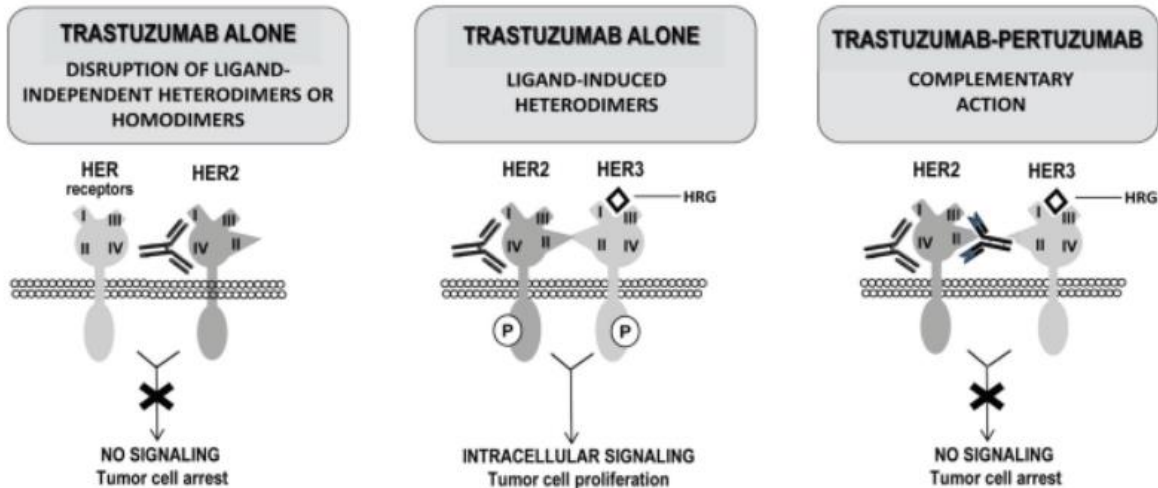 TRASTUZUMAB ALONE
DISRUPTION OF LIGAND-
INDEPENDENT HETERODIMERS OR
HOMODIMERS
HER
receptors
HER2
I
III
II
IV
IV
III
II
NO SIGNALING
Tumor cell arrest
TRASTUZUMAB ALONE
LIGAND-INDUCED
HETERODIMERS
HER2
HER3
HRG
I
III
IV
II
I
III
II
IV
P
P
INTRACELLULAR SIGNALING
Tumor cell proliferation
TRASTUZUMAB-PERTUZUMAB
COMPLEMENTARY
ACTION
HER2
HER3
HRG
I
III
IV
II
I
III
II
IV
NO SIGNALING
Tumor cell arrest